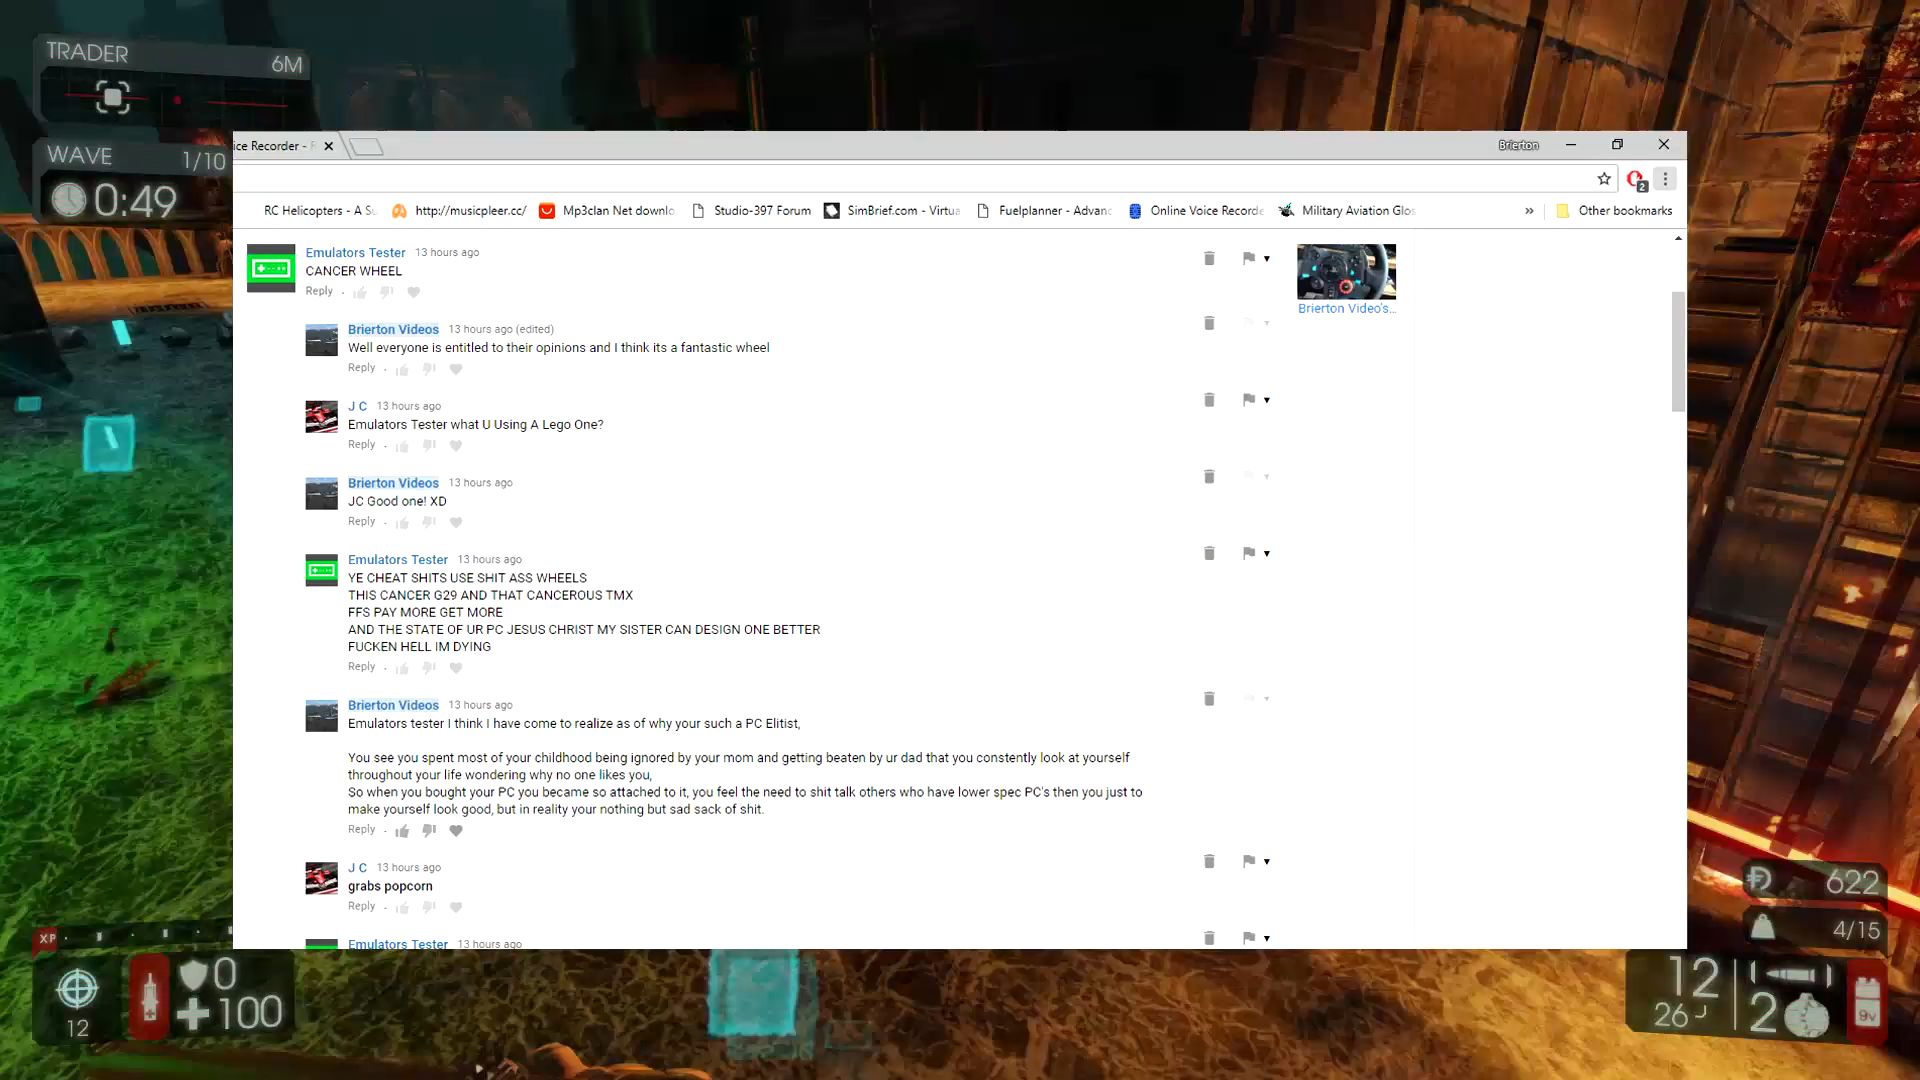 TRADER
6M
WAVE
1/10
0:49
ice Recorder -
Brierton
2
RC Helicopters - A Su
http://musicpleer.cc/
Mp3clan Net downlo
Studio-397 Forum
SimBrief.com - Virtua
Fuelplanner - Advanc
Online Voice Recorde
Military Aviation Glos
»
Other bookmarks
Emulators Tester 13 hours ago
CANCER WHEEL
Reply
Brierton Video's...
Brierton Videos 13 hours ago (edited)
Well everyone is entitled to their opinions and I think its a fantastic wheel
Reply
J C 13 hours ago
Emulators Tester what U Using A Lego One?
Reply
Brierton Videos 13 hours ago
JC Good one! XD
Reply
Emulators Tester 13 hours ago
YE CHEAT SHITS USE SHIT ASS WHEELS
THIS CANCER G29 AND THAT CANCEROUS TMX
FFS PAY MORE GET MORE
AND THE STATE OF UR PC JESUS CHRIST MY SISTER CAN DESIGN ONE BETTER
FUCKEN HELL IM DYING
Reply
Brierton Videos 13 hours ago
Emulators tester I think I have come to realize as of why your such a PC Elitist,
You see you spent most of your childhood being ignored by your mom and getting beaten by ur dad that you constently look at yourself
throughout your life wondering why no one likes you,
So when you bought your PC you became so attached to it, you feel the need to shit talk others who have lower spec PC's then you just to
make yourself look good, but in reality your nothing but sad sack of shit.
Reply
J C 13 hours ago
grabs popcorn
Reply
Emulators Tester 13 hours ago
622
4/15
XP
12
0
100
12
26
2
9v